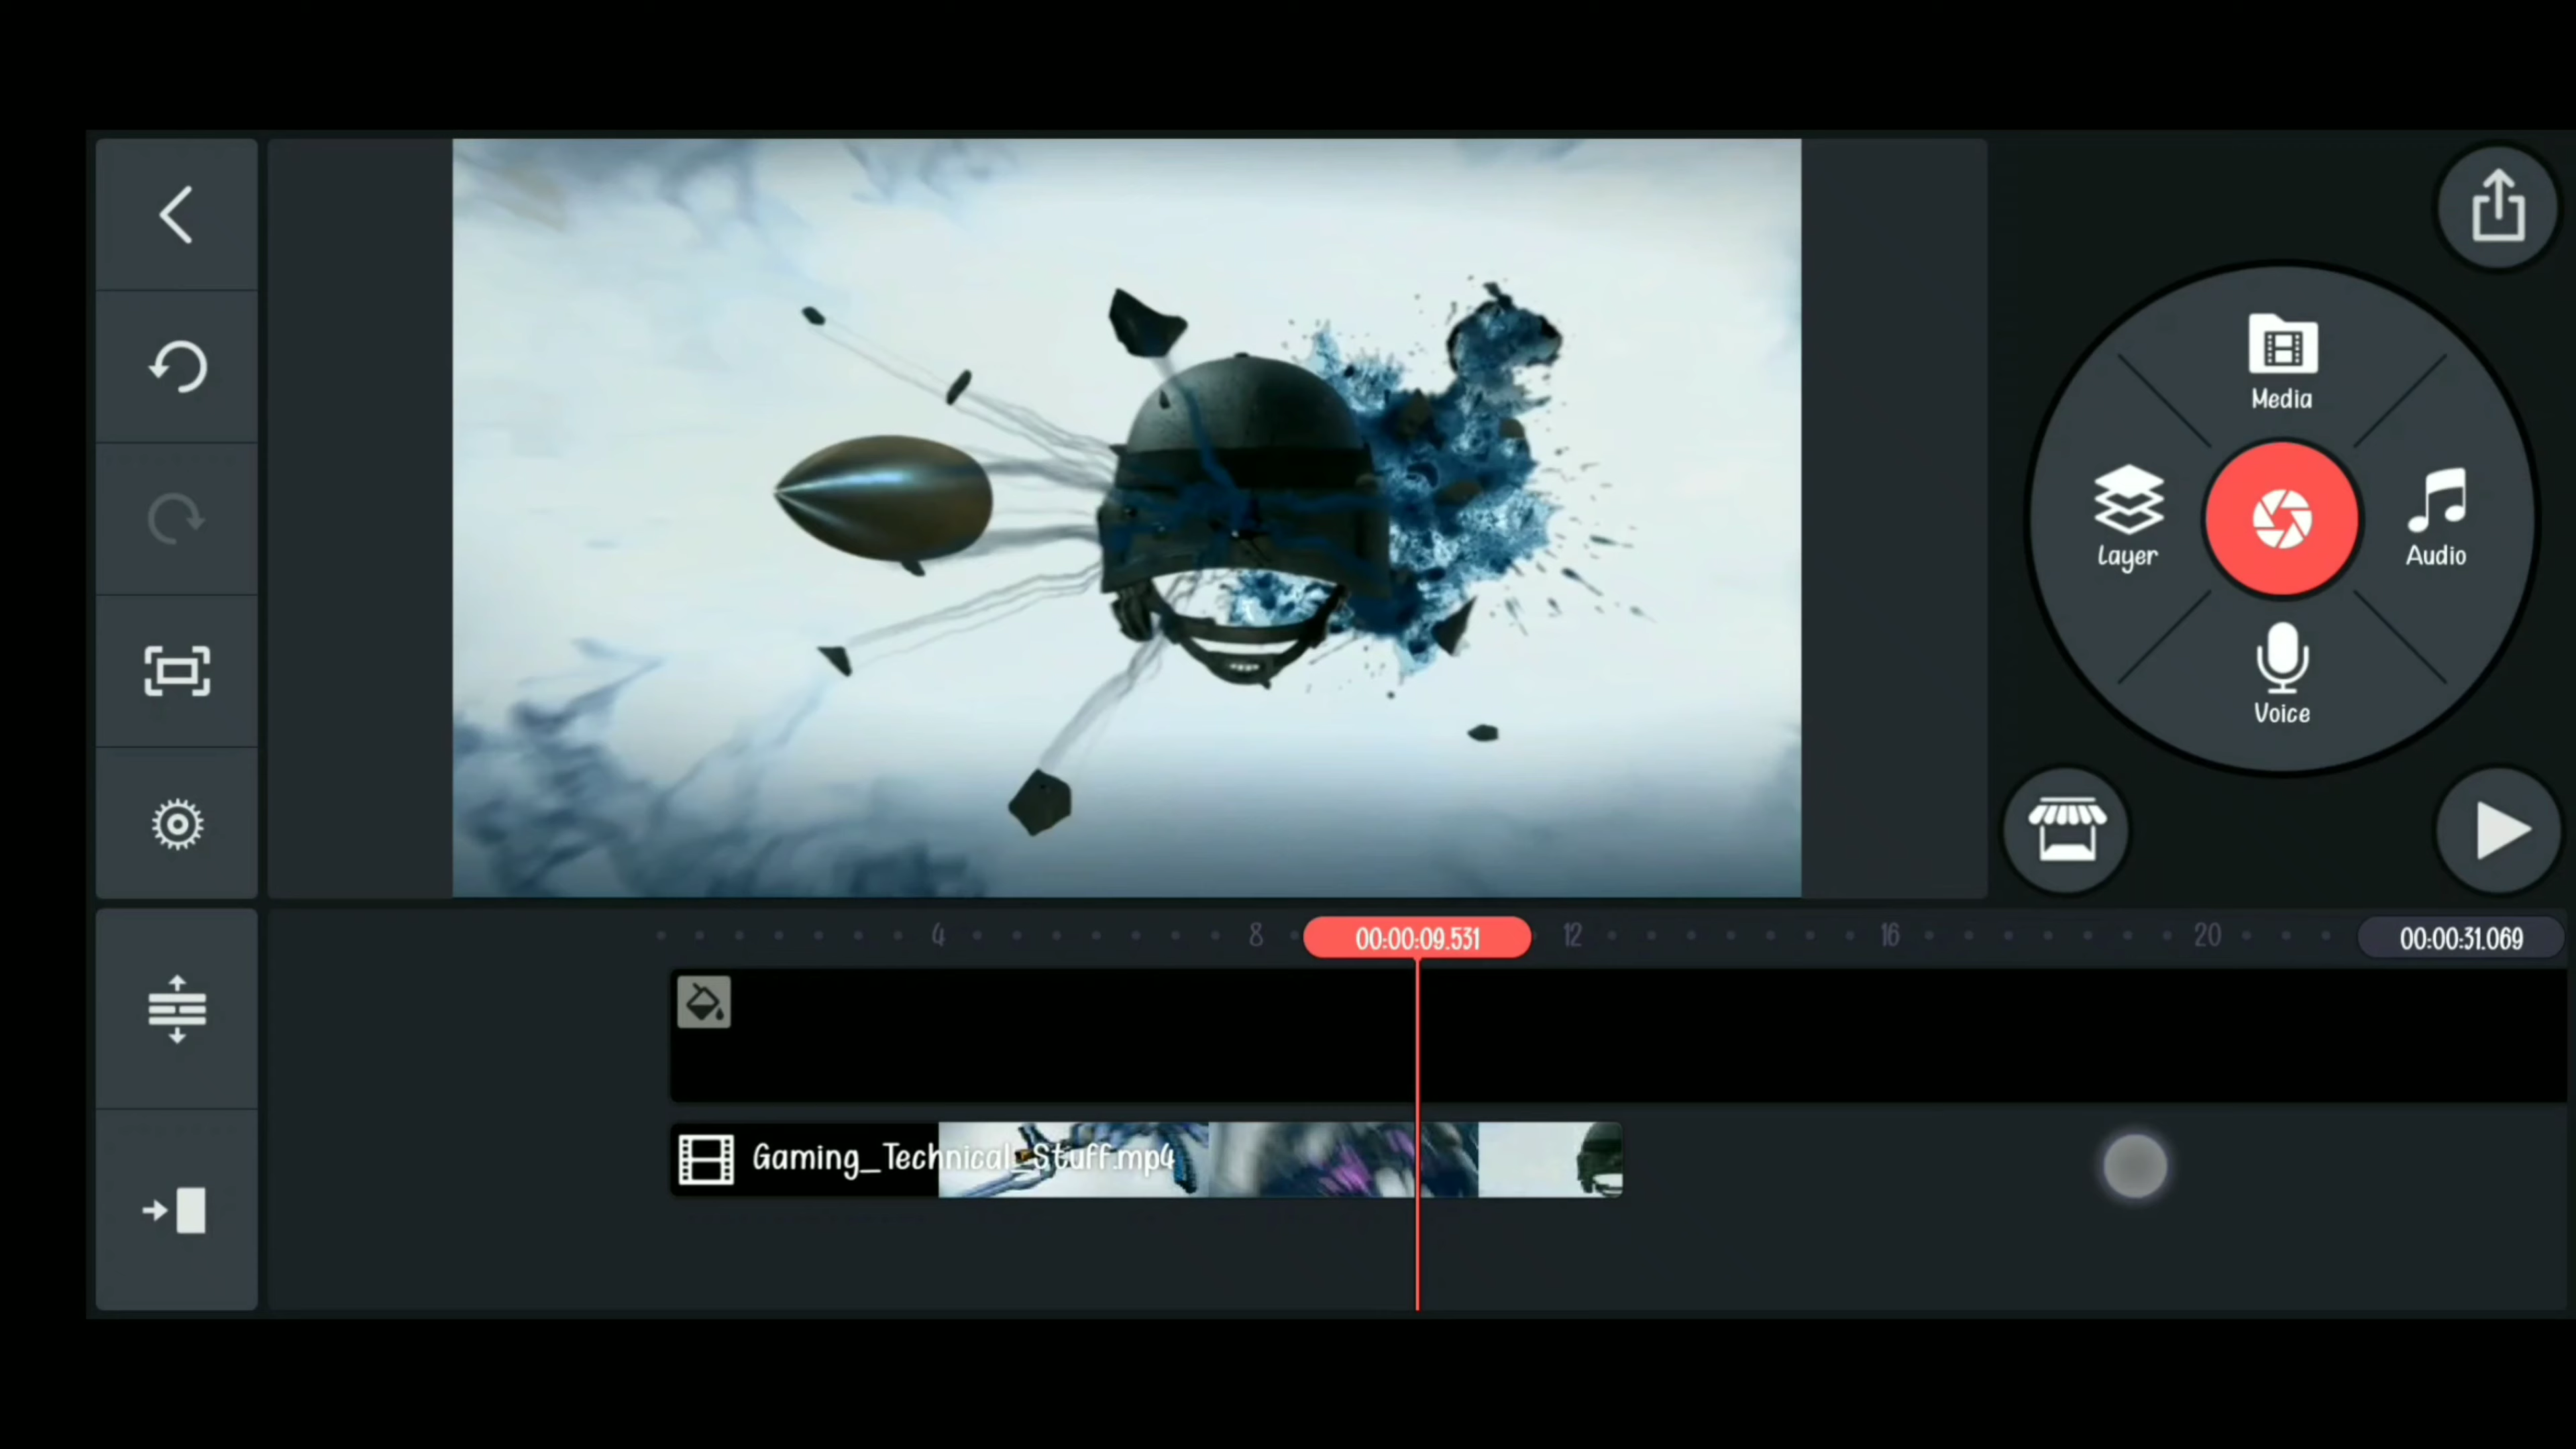 Media
Layer
Audio
Voice
4
8
00:00:09.531
12
16
20
00:00:31.069
Gaming_Technical_Stuff.mp4